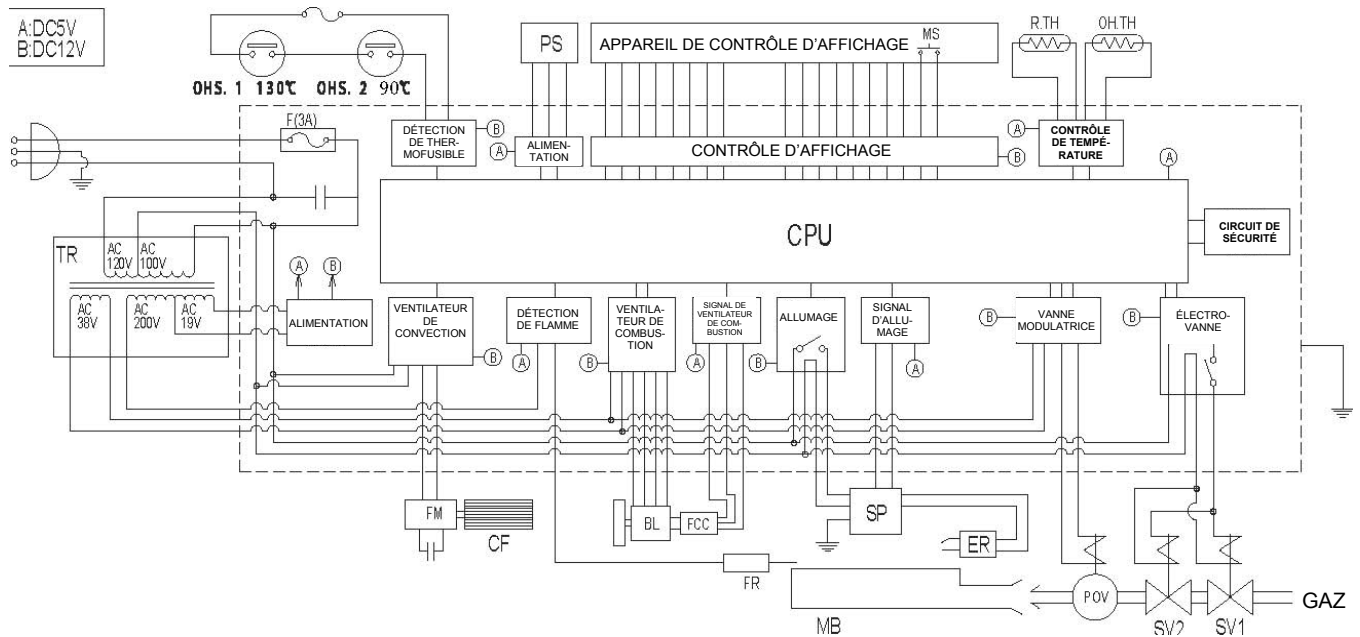 A:DC5V
B:DC12V
OHS. 1 130℃
OHS. 2 90℃
PS
APPAREIL DE CONTRÔLE D'AFFICHAGE
MS
R.TH
OH.TH
F(3A)
DÉTECTION
DE THER-
MOFUSIBLE
B
A
ALIMEN-
TATION
CONTRÔLE D'AFFICHAGE
B
A
CONTRÔLE
DE TEMPÉ-
RATURE
A
CPU
CIRCUIT DE
SÉCURITÉ
TR
AC
120V
AC
100V
AC
38V
AC
200V
AC
19V
A
B
ALIMENTATION
VENTILATEUR
DE
CONVECTION
B
DÉTECTION
DE FLAMME
A
VENTILA-
TEUR DE
COMBUS-
TION
B
SIGNAL DE
VENTILATEUR
DE COM-
BUSTION
A
ALLUMAGE
B
SIGNAL
D'ALLU-
MAGE
A
VANNE
MODULATRICE
B
ÉLECTRO-
VANNE
B
FM
CF
BL
FCC
SP
ER
FR
MB
POV
SV2
SV1
GAZ